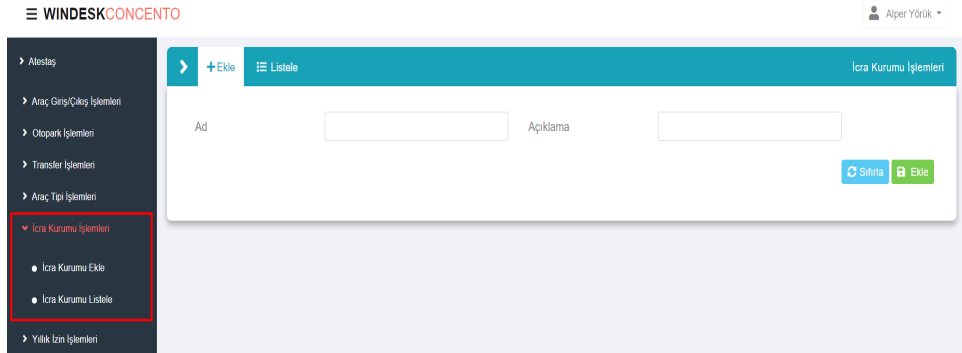 WINDESKCONCENTO
Alper Yörük
Atestaş
Araç Giriş/Çıkış İşlemleri
Otopark İşlemleri
Transfer İşlemleri
Araç Tipi İşlemleri
İcra Kurumu İşlemleri
İcra Kurumu Ekle
İcra Kurumu Listele
Yıllık İzin İşlemleri
Ekle
Listele
İcra Kurumu İşlemleri
Ad
Açıklama
Sıfırla
Ekle